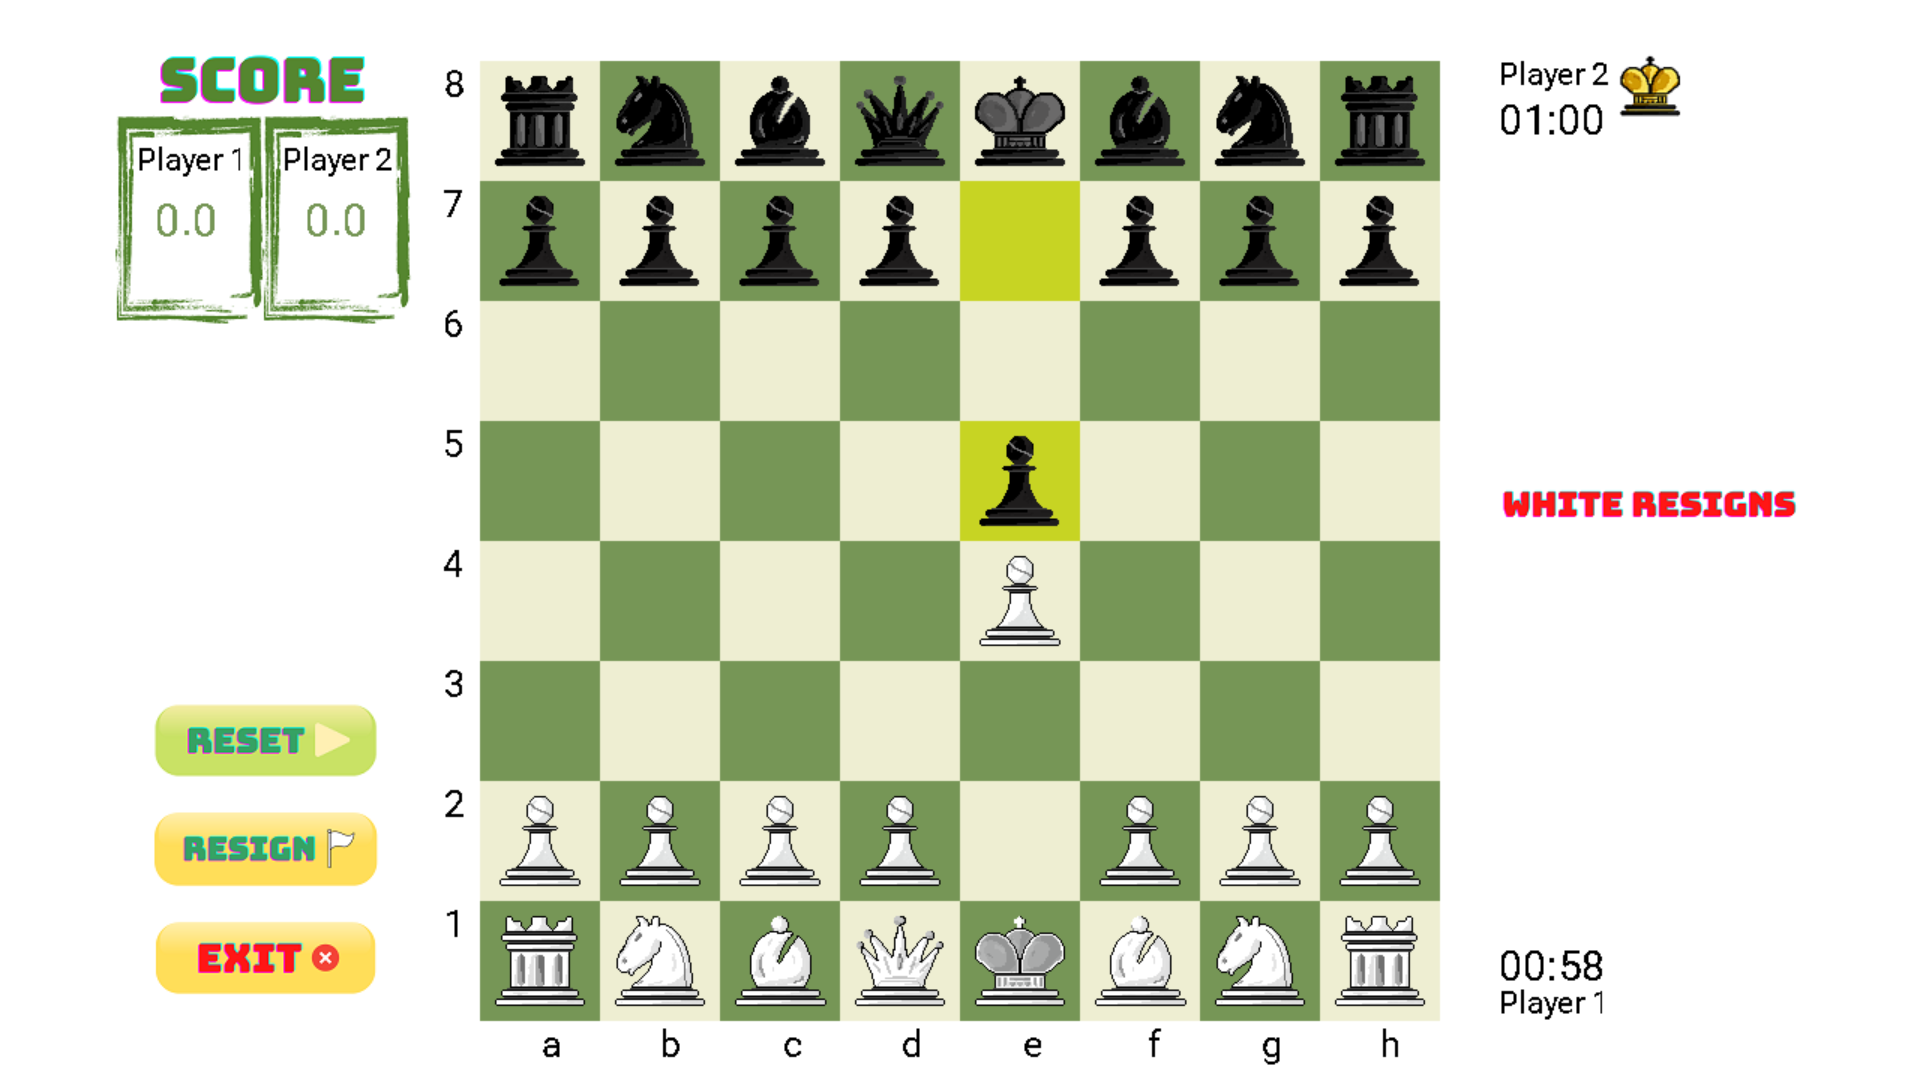 SCORE
Player 1
Player 2
0.0
0.0
RESET
RESIGN
EXIT
8
7
6
5
4
3
2
1
a b c d e f g h
Player 2
01:00
WHITE RESIGNS
00:58
Player 1